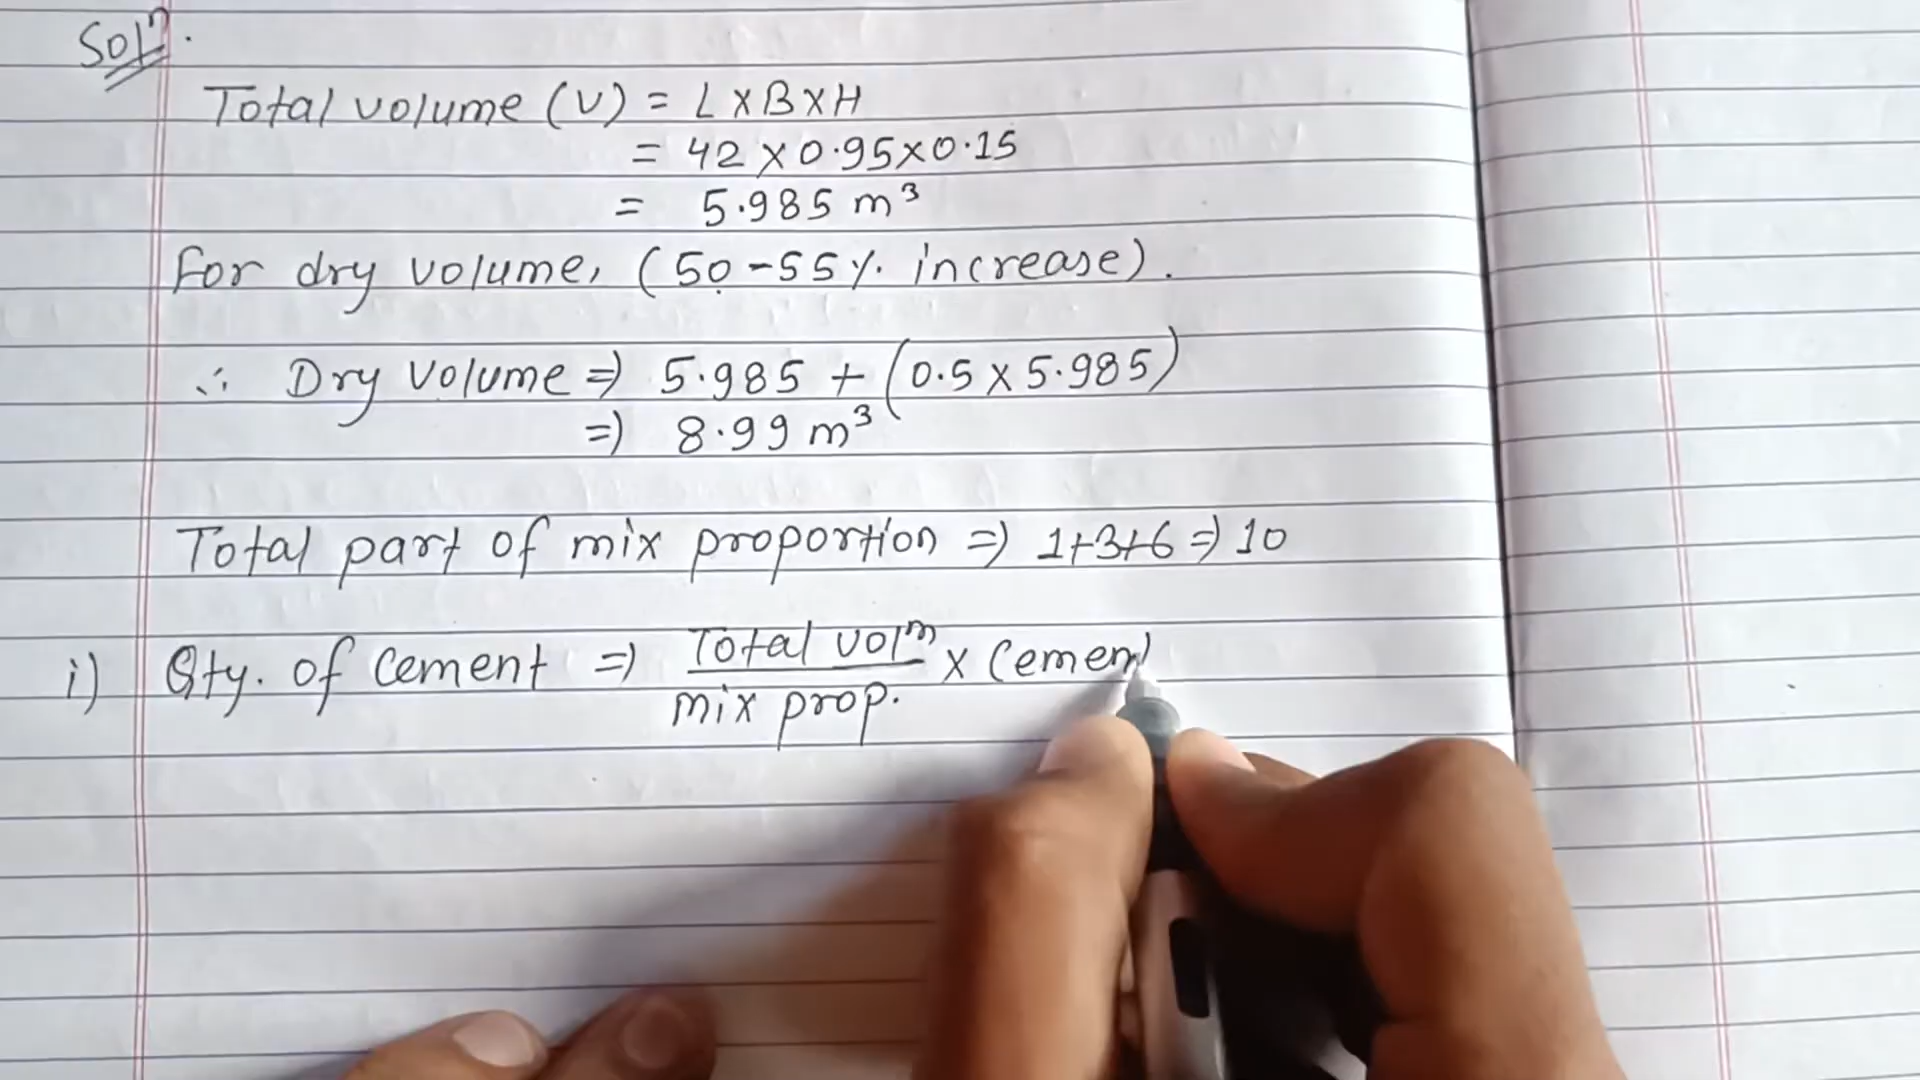 Solⁿ.
Total volume (V) = L X B X H
= 42 X 0.95 X 0.15
= 5.985 m³
For dry volume, (50-55% increase).
∴ Dry volume ⇒ 5.985 + (0.5 X 5.985)
⇒ 8.99 m³
Total part of mix proportion ⇒ 1+3+6 ⇒ 10
i) Qty. of cement ⇒ Total volᵐ / mix prop. X Cement